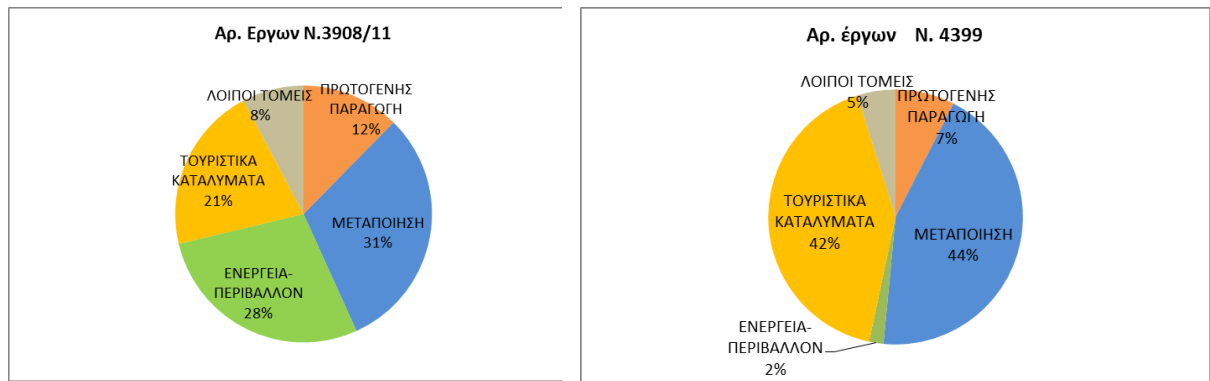 Αρ. Εργων Ν.3908/11
ΛΟΙΠΟΙ ΤΟΜΕΙΣ
8%
ΠΡΩΤΟΓΕΝΗΣ
ΠΑΡΑΓΩΓΗ
12%
ΤΟΥΡΙΣΤΙΚΑ
ΚΑΤΑΛΥΜΑΤΑ
21%
ΜΕΤΑΠΟΙΗΣΗ
31%
ΕΝΕΡΓΕΙΑ-
ΠΕΡΙΒΑΛΛΟΝ
28%
Αρ. έργων Ν. 4399
ΛΟΙΠΟΙ ΤΟΜΕΙΣ
5%
ΠΡΩΤΟΓΕΝΗΣ
ΠΑΡΑΓΩΓΗ
7%
ΤΟΥΡΙΣΤΙΚΑ
ΚΑΤΑΛΥΜΑΤΑ
42%
ΜΕΤΑΠΟΙΗΣΗ
44%
ΕΝΕΡΓΕΙΑ-
ΠΕΡΙΒΑΛΛΟΝ
2%